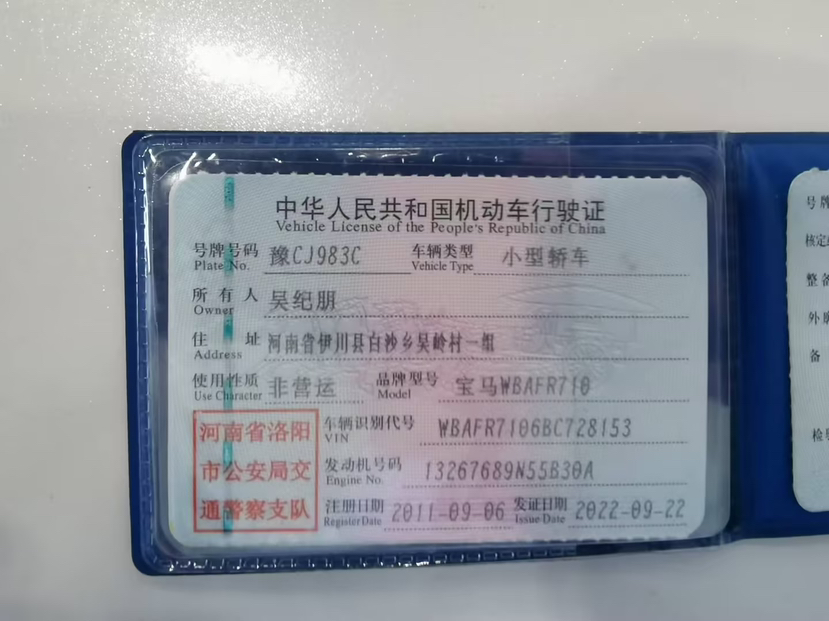 中华人民共和国机动车行驶证
Vehicle License of the People's Republic of China
号牌号码 豫CJ983C 车辆类型 小型轿车
Plate No. Vehicle Type
所有人 吴纪朋
Owner
住址 河南省伊川县白沙乡吴岭村一组
Address
使用性质 非营运 品牌型号 宝马WBAFR710
Use Character Model
河南省洛阳 车辆识别代号 WBAFR7106BC728153
VIN
市公安局交 发动机号码 13267689N55B30A
Engine No.
通警察支队 注册日期 2011-09-06 发证日期 2022-09-22
Register Date Issue Date
号牌
核定
整备
外廓
备
检验